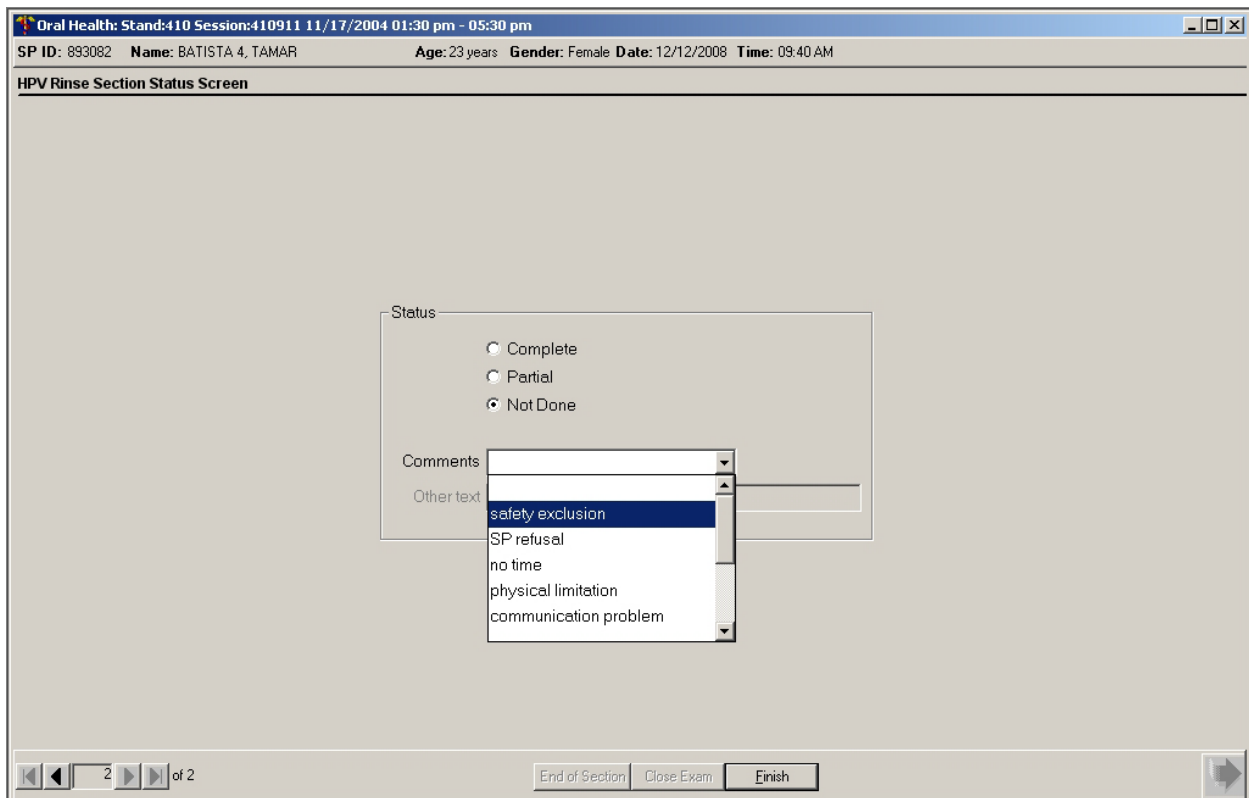 Oral Health: Stand:410 Session:410911 11/17/2004 01:30 pm - 05:30 pm
SP ID: 893082 Name: BATISTA 4, TAMAR Age: 23 years Gender: Female Date: 12/12/2008 Time: 09:40 AM
HPV Rinse Section Status Screen
Status
Complete
Partial
Not Done
Comments
Other text
safety exclusion
SP refusal
no time
physical limitation
communication problem
2 of 2 End of Section Close Exam Finish